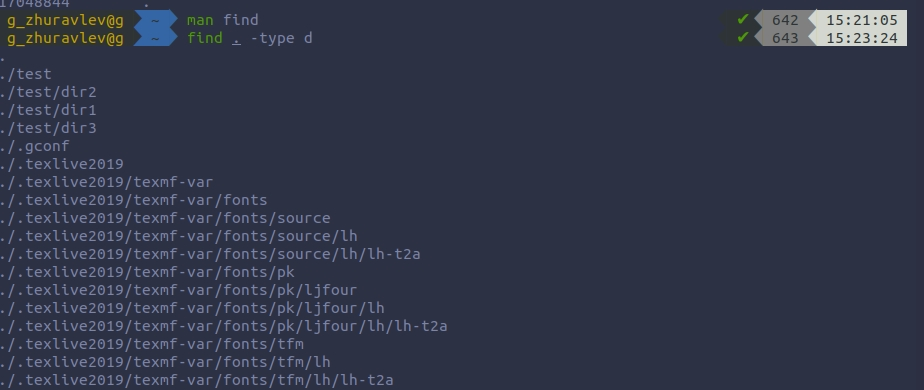 17048844
g_zhuravlev@g ~ man find ✔ 642 15:21:05
g_zhuravlev@g ~ find . -type d ✔ 643 15:23:24
.
./test
./test/dir2
./test/dir1
./test/dir3
./.gconf
./.texlive2019
./.texlive2019/texmf-var
./.texlive2019/texmf-var/fonts
./.texlive2019/texmf-var/fonts/source
./.texlive2019/texmf-var/fonts/source/lh
./.texlive2019/texmf-var/fonts/source/lh/lh-t2a
./.texlive2019/texmf-var/fonts/pk
./.texlive2019/texmf-var/fonts/pk/ljfour
./.texlive2019/texmf-var/fonts/pk/ljfour/lh
./.texlive2019/texmf-var/fonts/pk/ljfour/lh/lh-t2a
./.texlive2019/texmf-var/fonts/tfm
./.texlive2019/texmf-var/fonts/tfm/lh
./.texlive2019/texmf-var/fonts/tfm/lh/lh-t2a